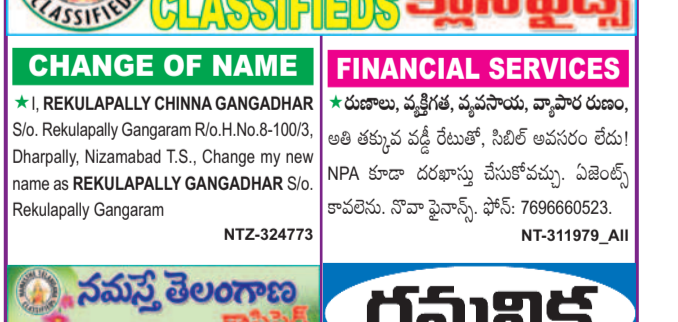 CLASSIFIEDS
CLASSIFIEDS క్లాసిఫైడ్స్
CHANGE OF NAME
★ I, REKULAPALLY CHINNA GANGADHAR
S/o. Rekulapally Gangaram R/o.H.No.8-100/3,
Dharpally, Nizamabad T.S., Change my new
name as REKULAPALLY GANGADHAR S/o.
Rekulapally Gangaram
NTZ-324773
FINANCIAL SERVICES
★రుణాలు, వ్యక్తిగత, వ్యవసాయ, వ్యాపార రుణం,
అతి తక్కువ వడ్డీ రేటుతో, సిబిల్ అవసరం లేదు!
NPA కూడా దరఖాస్తు చేసుకోవచ్చు. ఏజెంట్స్
కావలెను. నొవా ఫైనాన్స్. ఫోన్: 7696660523.
NT-311979_All
నమస్తే తెలంగాణ